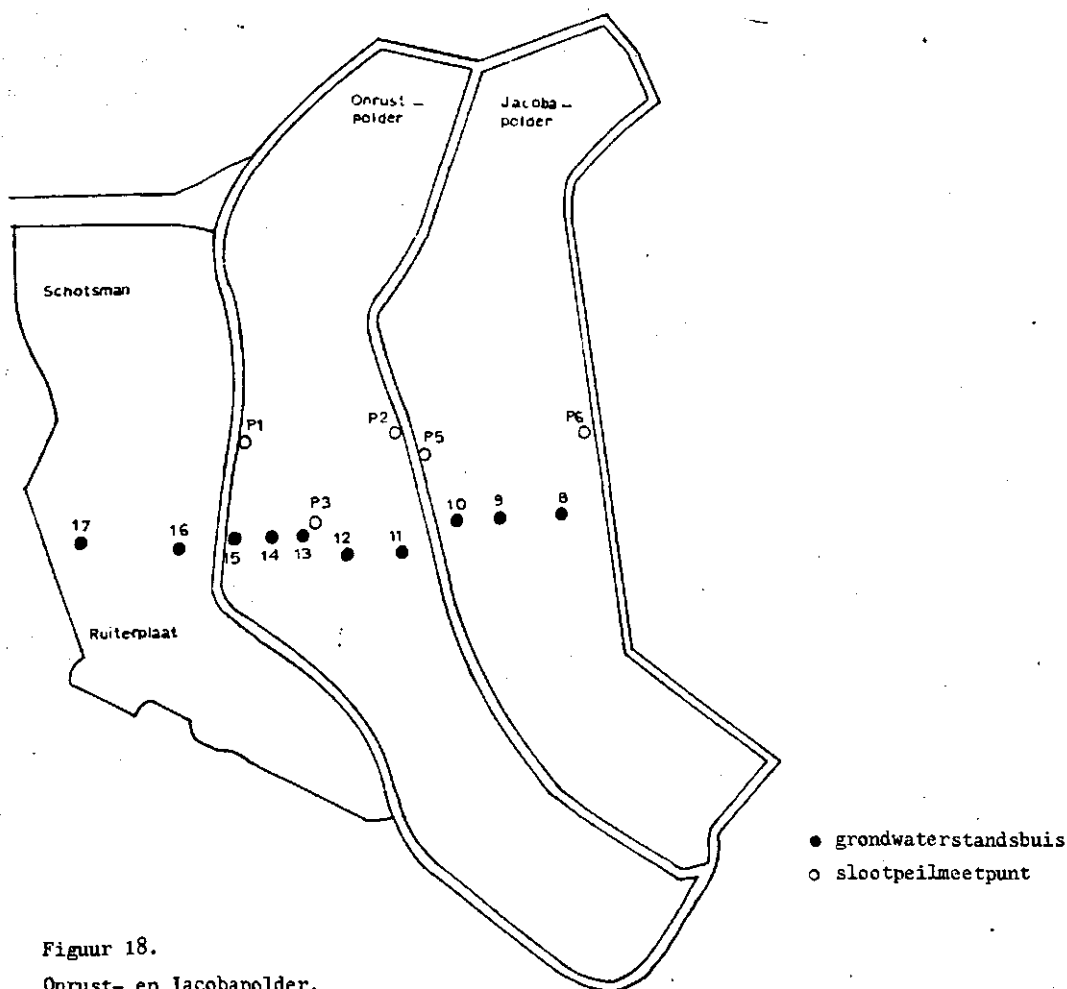 Onrust-
polder
Jacoba-
polder
Schotsman
P1
P2
P5
P6
P3
17
16
15
14
13
12
11
10
9
8
Ruiterplaat
● grondwaterstandsbuis
○ slootpeilmeetpunt
Figuur 18.
Onrust- en Jacobapolder.